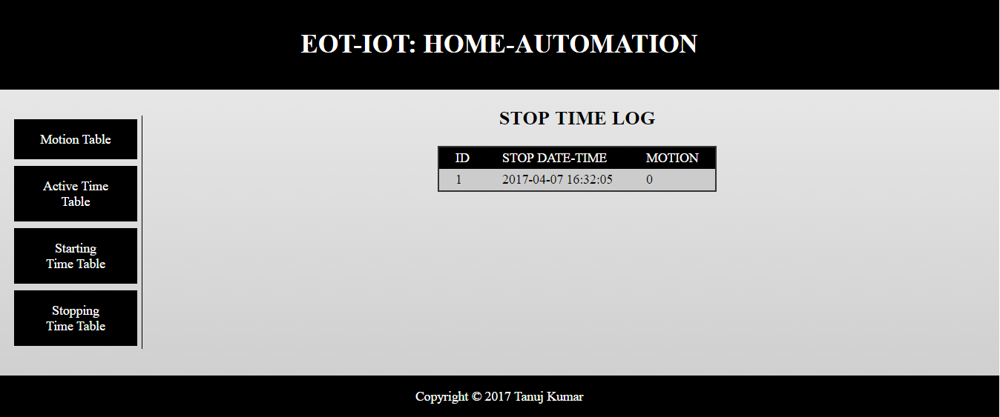 EOT-IOT: HOME-AUTOMATION
Motion Table
Active Time
Table
Starting
Time Table
Stopping
Time Table
STOP TIME LOG
ID STOP DATE-TIME MOTION
1 2017-04-07 16:32:05 0
Copyright © 2017 Tanuj Kumar